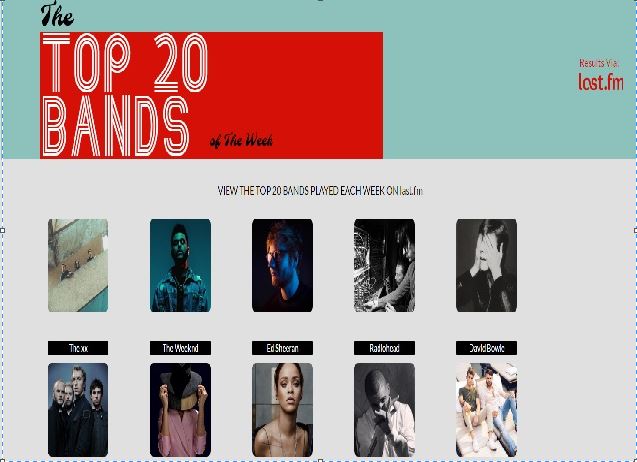 The
TOP 20
BANDS
of The Week
Results Via:
lost.fm
VIEW THE TOP 20 BANDS PLAYED EACH WEEK ON last.fm
The xx
The Weeknd
Ed Sheeran
Radiohead
David Bowie